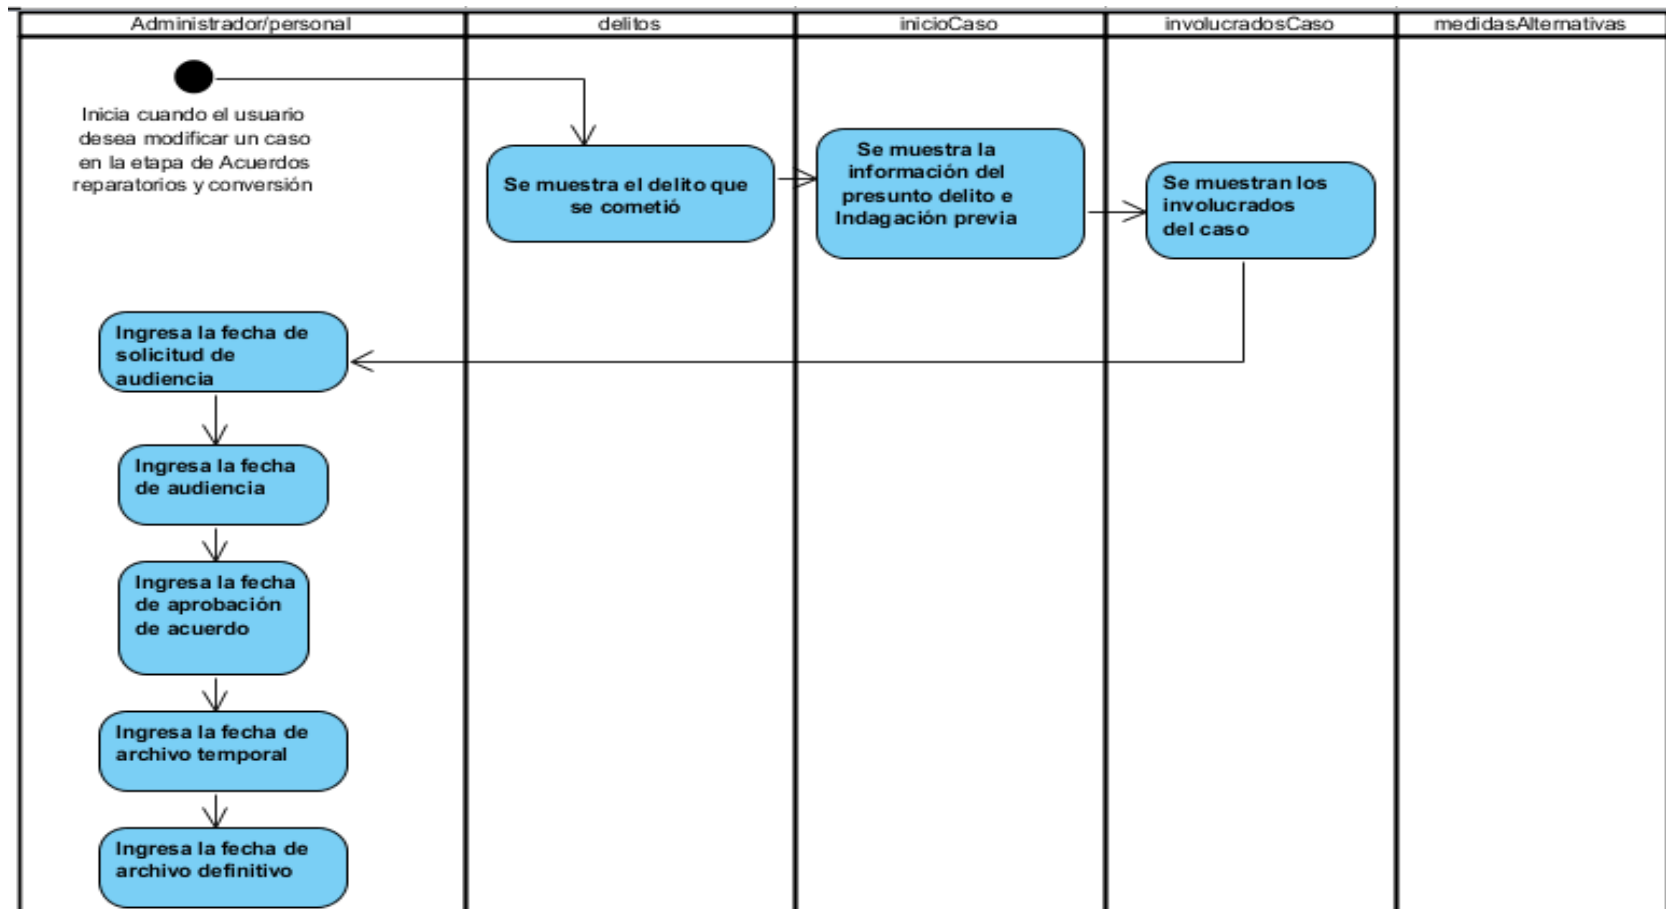 Administrador/personal
delitos
inicioCaso
involucradosCaso
medidasAlternativas
Inicia cuando el usuario
desea modificar un caso
en la etapa de Acuerdos
reparatorios y conversión
Se muestra el delito que
se cometió
Se muestra la
información del
presunto delito e
Indagación previa
Se muestran los
involucrados
del caso
Ingresa la fecha de
solicitud de
audiencia
Ingresa la fecha
de audiencia
Ingresa la fecha
de aprobación
de acuerdo
Ingresa la fecha de
archivo temporal
Ingresa la fecha de
archivo definitivo